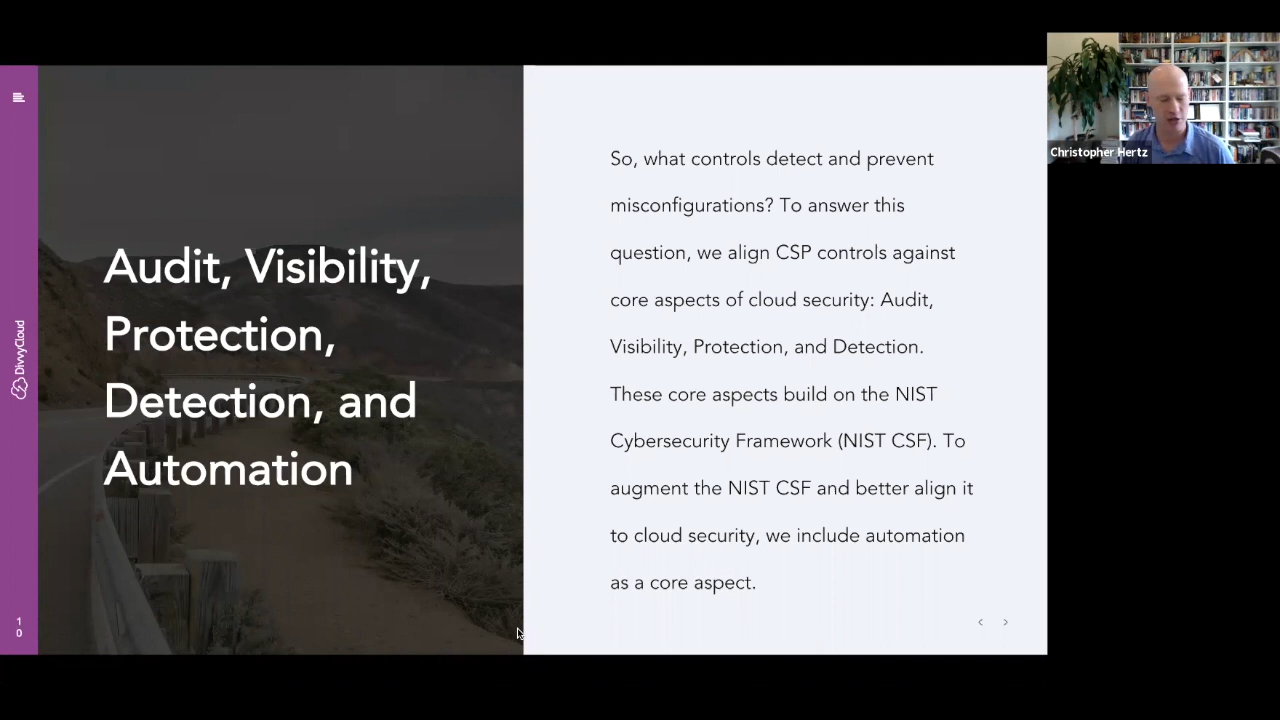 Audit, Visibility,
Protection,
Detection, and
Automation
So, what controls detect and prevent
misconfigurations? To answer this
question, we align CSP controls against
core aspects of cloud security: Audit,
Visibility, Protection, and Detection.
These core aspects build on the NIST
Cybersecurity Framework (NIST CSF). To
augment the NIST CSF and better align it
to cloud security, we include automation
as a core aspect.
DivvyCloud
1
0
Christopher Hertz